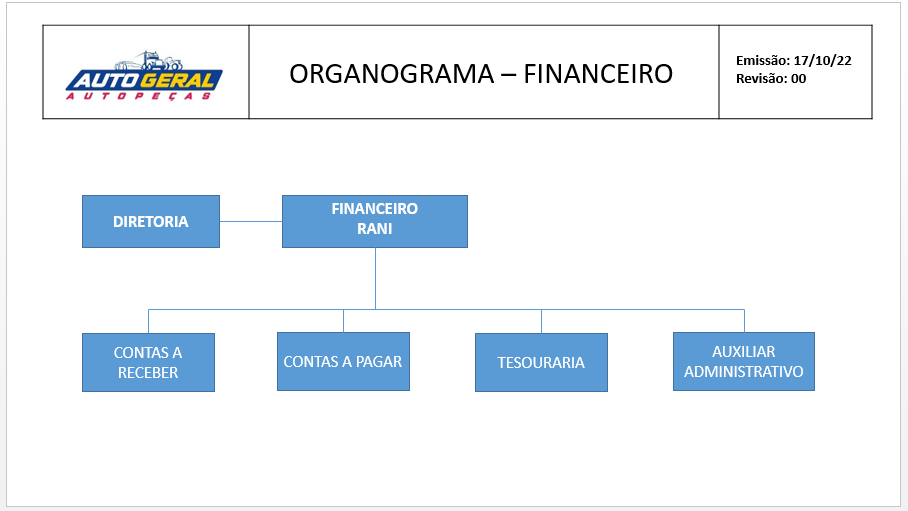 AUTO GERAL
AUTOPEÇAS
ORGANOGRAMA – FINANCEIRO
Emissão: 17/10/22
Revisão: 00
DIRETORIA
FINANCEIRO
RANI
CONTAS A
RECEBER
CONTAS A PAGAR
TESOURARIA
AUXILIAR
ADMINISTRATIVO